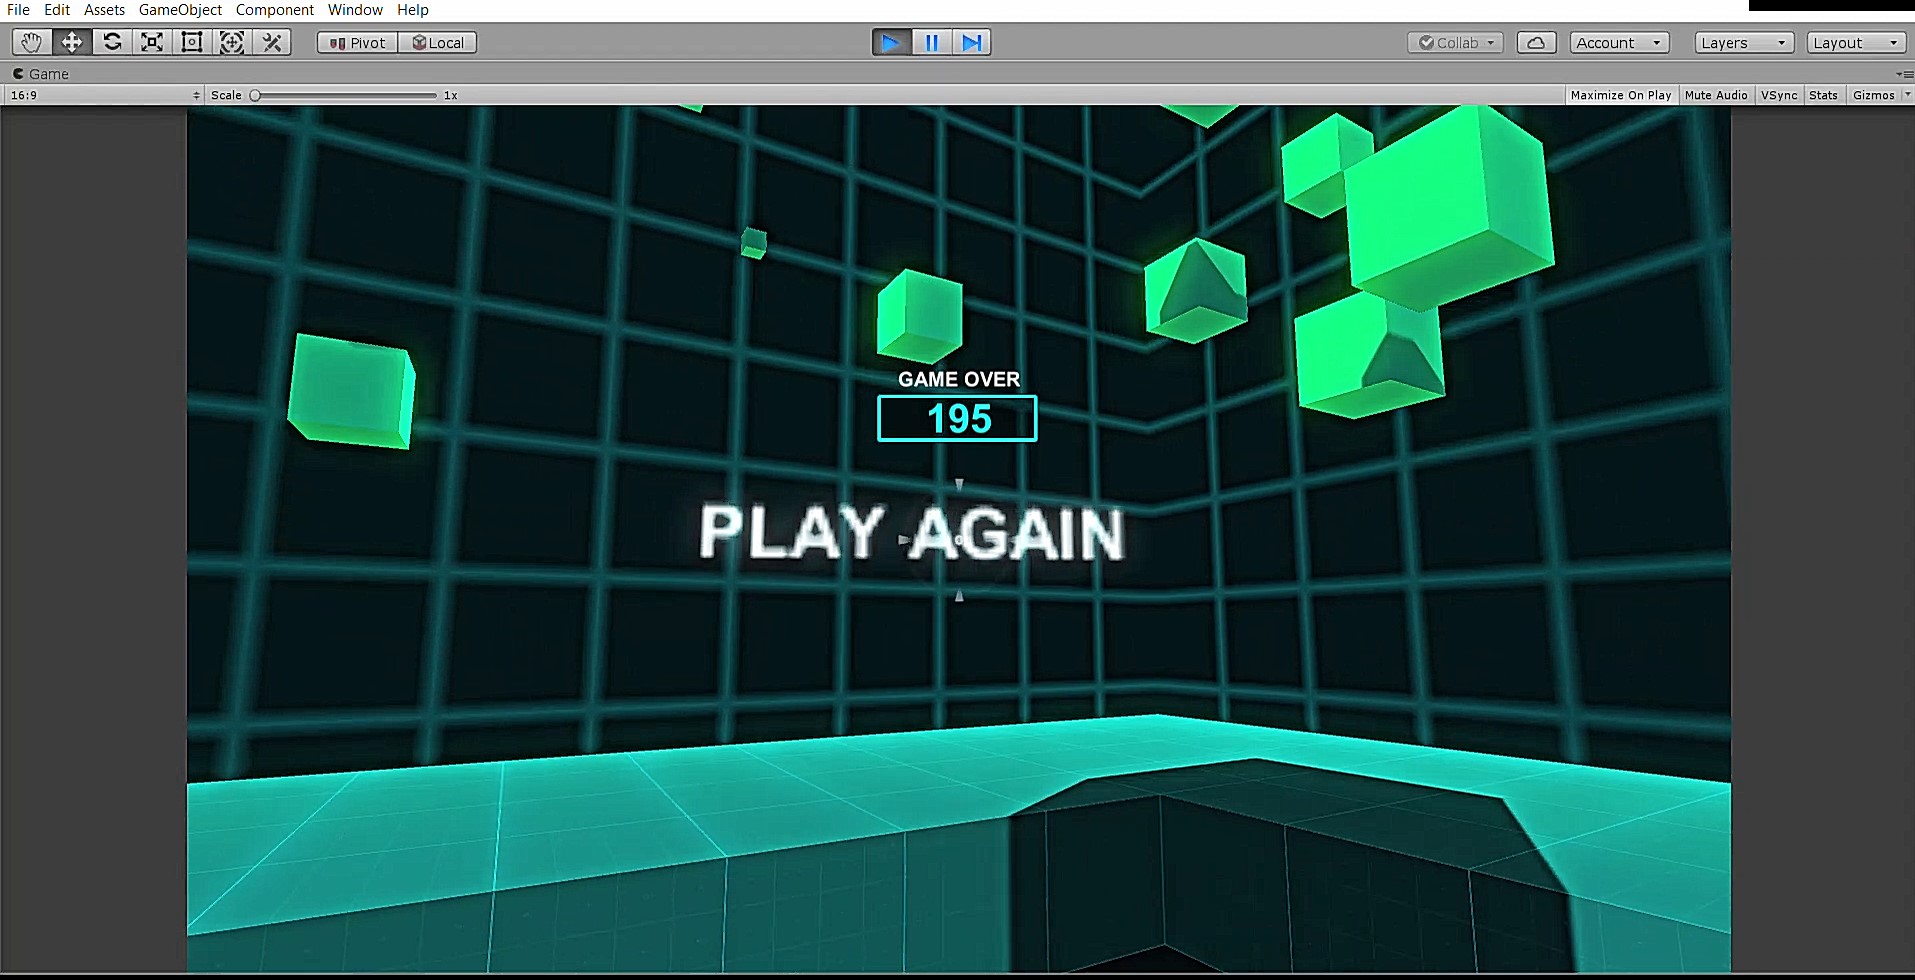 File Edit Assets GameObject Component Window Help
Pivot Local Collab Account Layers Layout
Game
16:9 Scale 1x Maximize On Play Mute Audio VSync Stats Gizmos
GAME OVER
195
PLAY AGAIN